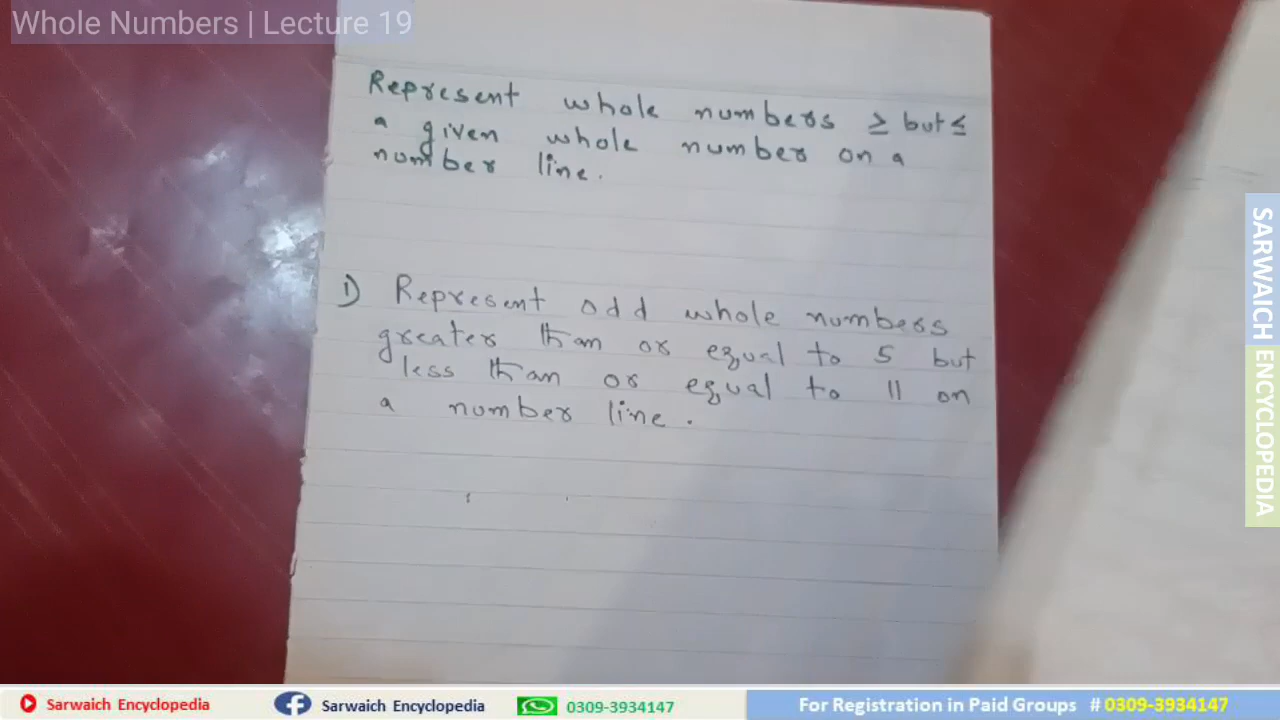 Whole Numbers | Lecture 19
Represent whole numbers ≥ but ≤
a given whole number on a
number line.
1) Represent odd whole numbers
greater than or equal to 5 but
less than or equal to 11 on
a number line.
SARWAICH ENCYCLOPEDIA
Sarwaich Encyclopedia
Sarwaich Encyclopedia
0309-3934147
For Registration in Paid Groups # 0309-3934147